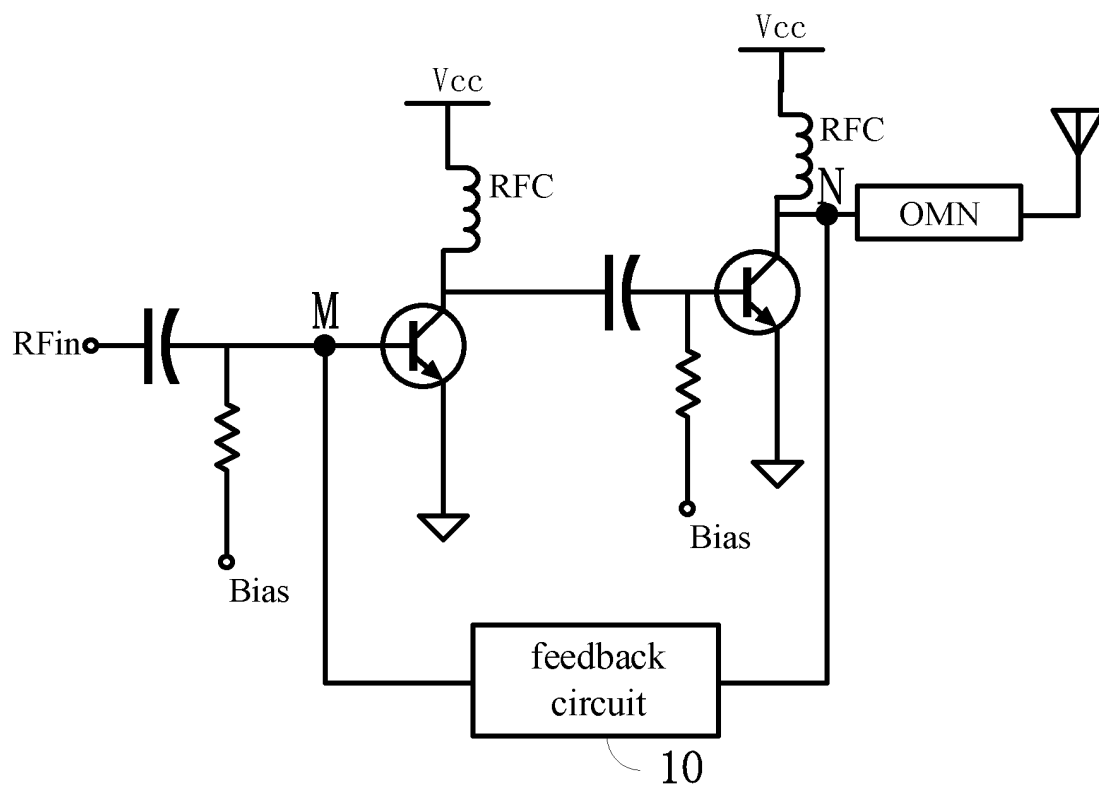 Vcc
Vcc
RFC
RFC
N
OMN
M
RFin
Bias
Bias
feedback
circuit
10